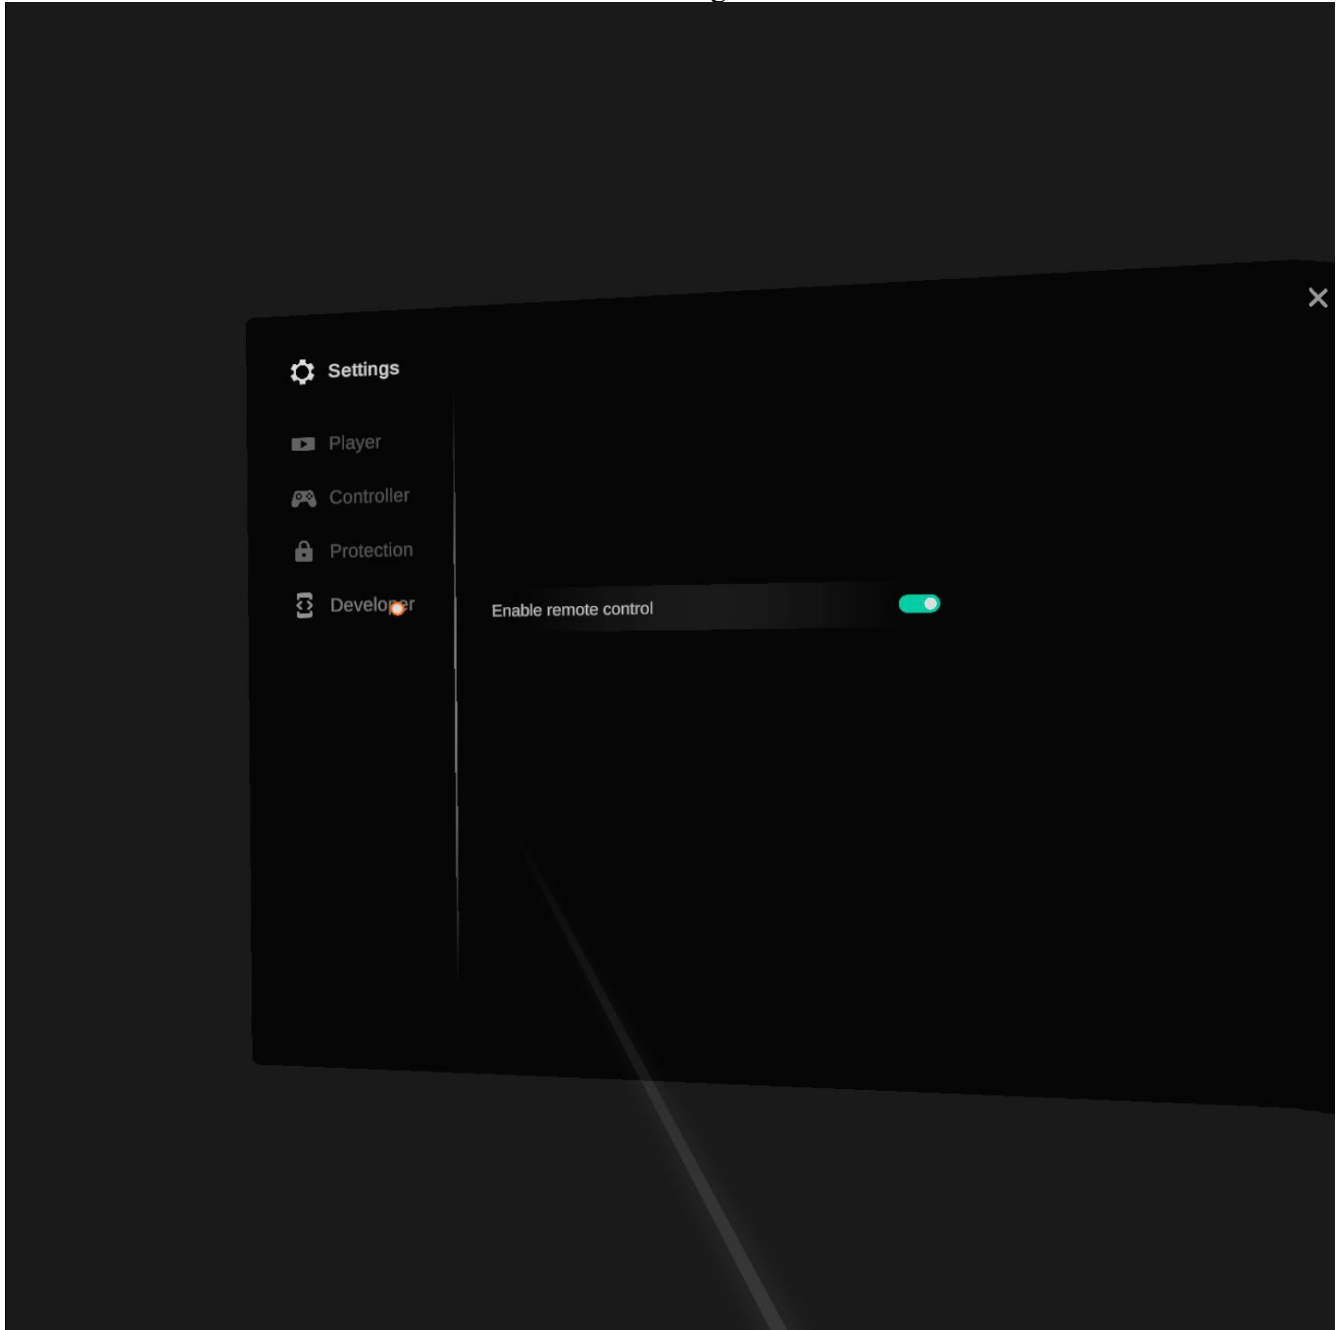 Settings
Player
Controller
Protection
Developer
Enable remote control